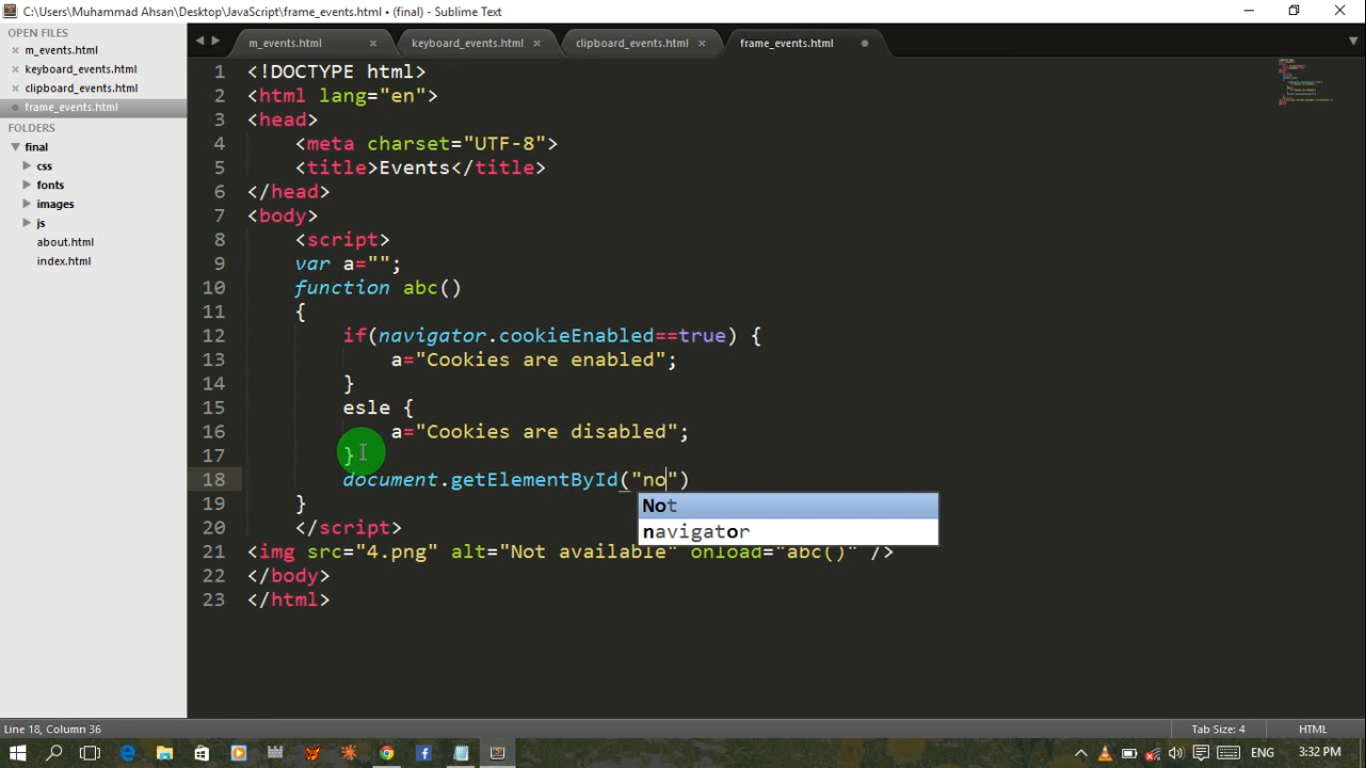 C:\Users\Muhammad Ahsan\Desktop\JavaScript\frame_events.html • (final) - Sublime Text
OPEN FILES
m_events.html
keyboard_events.html
clipboard_events.html
frame_events.html
FOLDERS
final
css
fonts
images
js
about.html
index.html
m_events.html
keyboard_events.html
clipboard_events.html
frame_events.html
1 <!DOCTYPE html>
2 <html lang="en">
3 <head>
4 <meta charset="UTF-8">
5 <title>Events</title>
6 </head>
7 <body>
8 <script>
9 var a="";
10 function abc()
11 {
12 if(navigator.cookieEnabled==true) {
13 a="Cookies are enabled";
14 }
15 esle {
16 a="Cookies are disabled";
17 }
18 document.getElementById("no")
Not
navigator
19 }
20 </script>
21 <img src="4.png" alt="Not available" onload="abc()" />
22 </body>
23 </html>
Line 18, Column 36
Tab Size: 4
HTML
ENG
3:32 PM